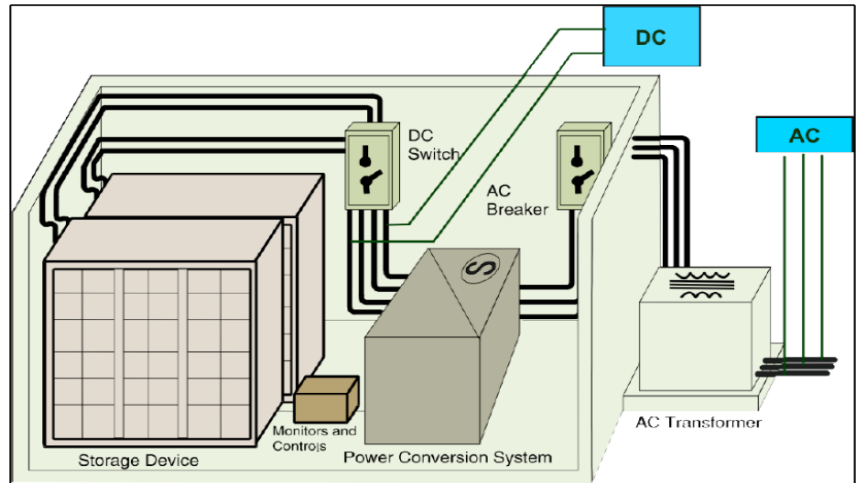 DC
DC
Switch
AC
AC
Breaker
S
Monitors and
Controls
Storage Device
Power Conversion System
AC Transformer